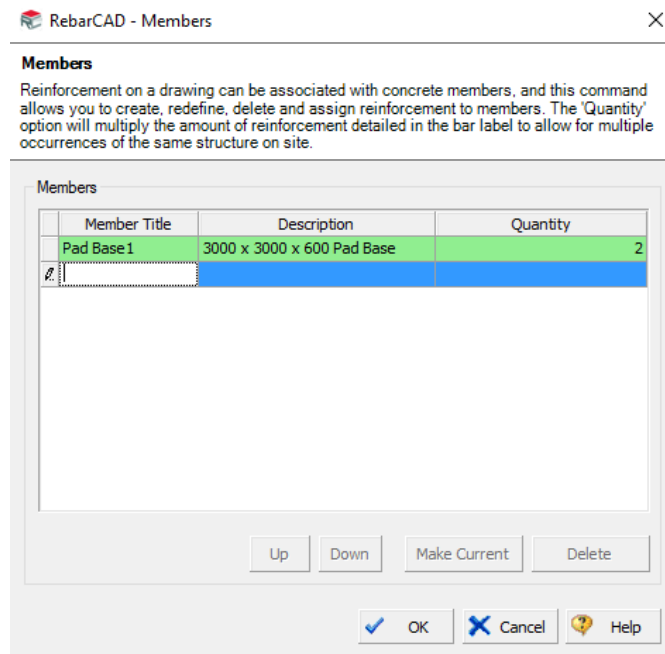 RebarCAD - Members
Members
Reinforcement on a drawing can be associated with concrete members, and this command
allows you to create, redefine, delete and assign reinforcement to members. The 'Quantity'
option will multiply the amount of reinforcement detailed in the bar label to allow for multiple
occurrences of the same structure on site.
Members
Member Title Description Quantity
Pad Base1 3000 x 3000 x 600 Pad Base 2
Up Down Make Current Delete
OK Cancel Help